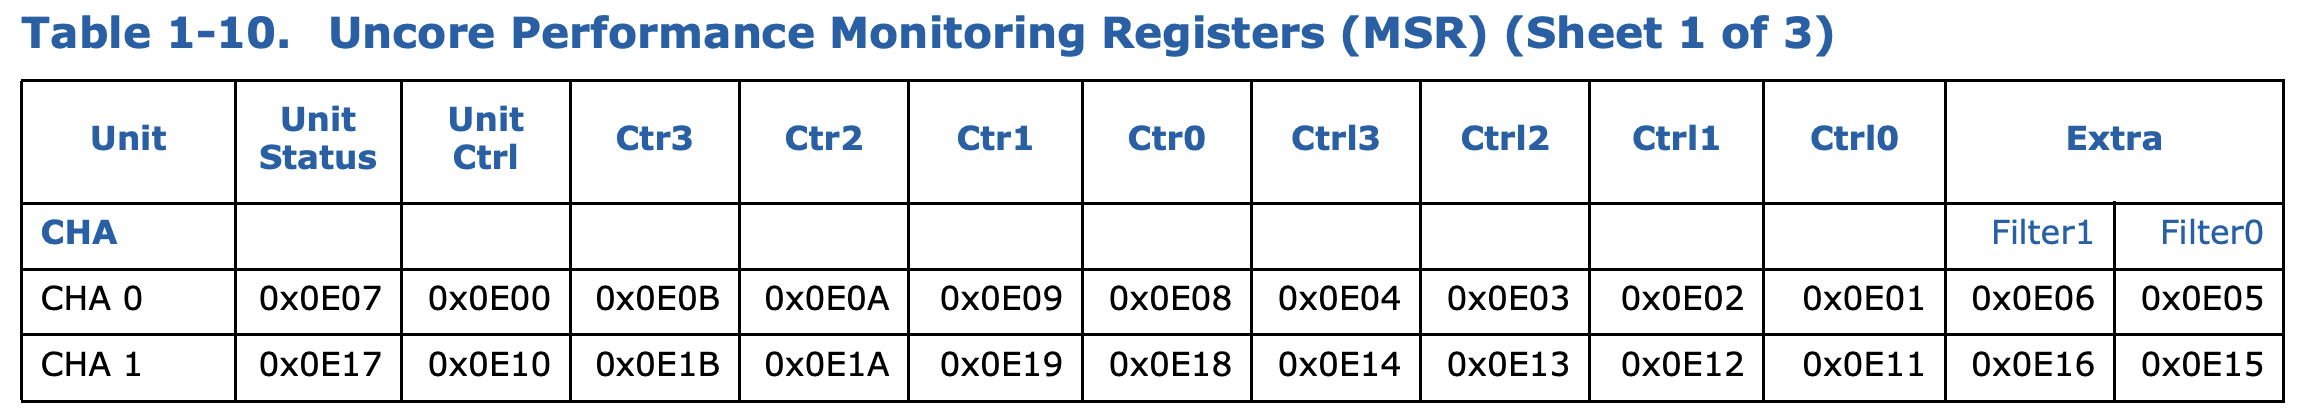 Table 1-10. Uncore Performance Monitoring Registers (MSR) (Sheet 1 of 3)
Unit Unit Status Unit Ctrl Ctr3 Ctr2 Ctr1 Ctr0 Ctrl3 Ctrl2 Ctrl1 Ctrl0 Extra
CHA Filter1 Filter0
CHA 0 0x0E07 0x0E00 0x0E0B 0x0E0A 0x0E09 0x0E08 0x0E04 0x0E03 0x0E02 0x0E01 0x0E06 0x0E05
CHA 1 0x0E17 0x0E10 0x0E1B 0x0E1A 0x0E19 0x0E18 0x0E14 0x0E13 0x0E12 0x0E11 0x0E16 0x0E15